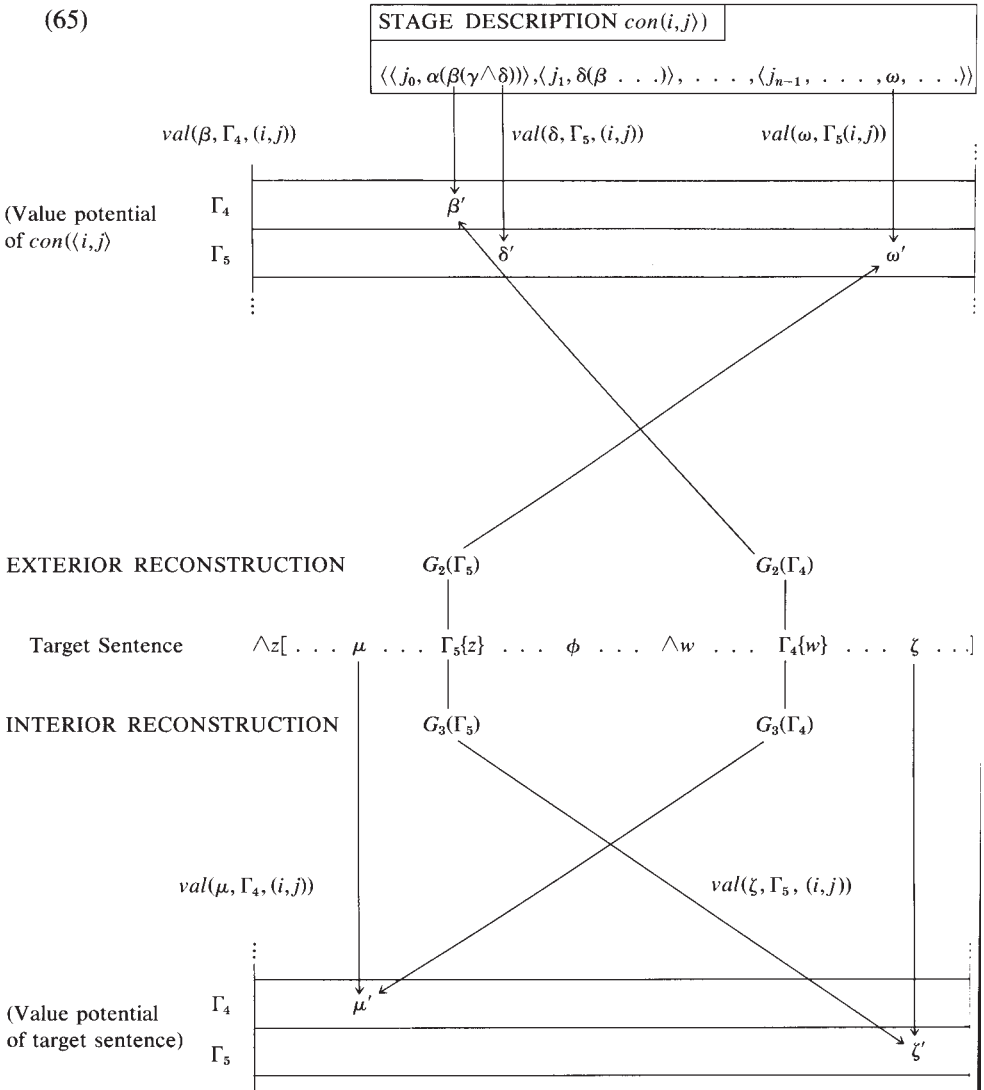 (65)
STAGE DESCRIPTION con(i,j⟩)
⟨⟨j₀, α(β(γ∧δ))⟩,⟨j₁, δ(β . . .)⟩, . . . . ,⟨jₙ₋₁, . . . . ,ω, . . .⟩⟩
val(β, Γ₄, (i,j)) val(δ, Γ₅, (i,j)) val(ω, Γ₅(i,j))
(Value potential
of con(⟨i,j⟩
Γ₄ β′
Γ₅ δ′ ω′
EXTERIOR RECONSTRUCTION G₂(Γ₅) G₂(Γ₄)
Target Sentence ∧z[ . . . . μ . . . . Γ₅{z} . . . . ϕ . . . . ∧w . . . . Γ₄{w} . . . . ζ . . . .]
INTERIOR RECONSTRUCTION G₃(Γ₅) G₃(Γ₄)
val(μ, Γ₄, (i,j)) val(ζ, Γ₅, (i,j))
(Value potential
of target sentence)
Γ₄ μ′
Γ₅ ζ′